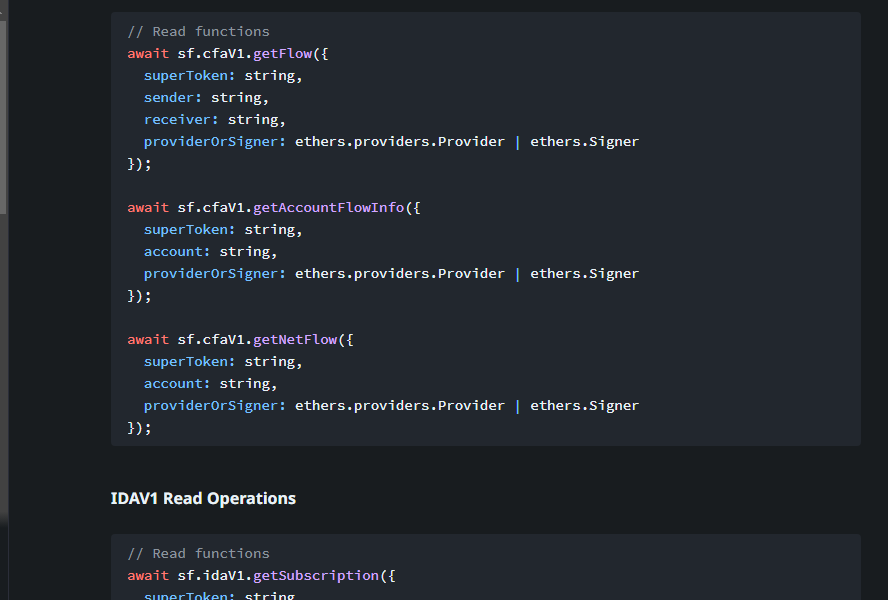 // Read functions
await sf.cfaV1.getFlow({
  superToken: string,
  sender: string,
  receiver: string,
  providerOrSigner: ethers.providers.Provider | ethers.Signer
});

await sf.cfaV1.getAccountFlowInfo({
  superToken: string,
  account: string,
  providerOrSigner: ethers.providers.Provider | ethers.Signer
});

await sf.cfaV1.getNetFlow({
  superToken: string,
  account: string,
  providerOrSigner: ethers.providers.Provider | ethers.Signer
});

IDAV1 Read Operations

// Read functions
await sf.idaV1.getSubscription({
  superToken: string